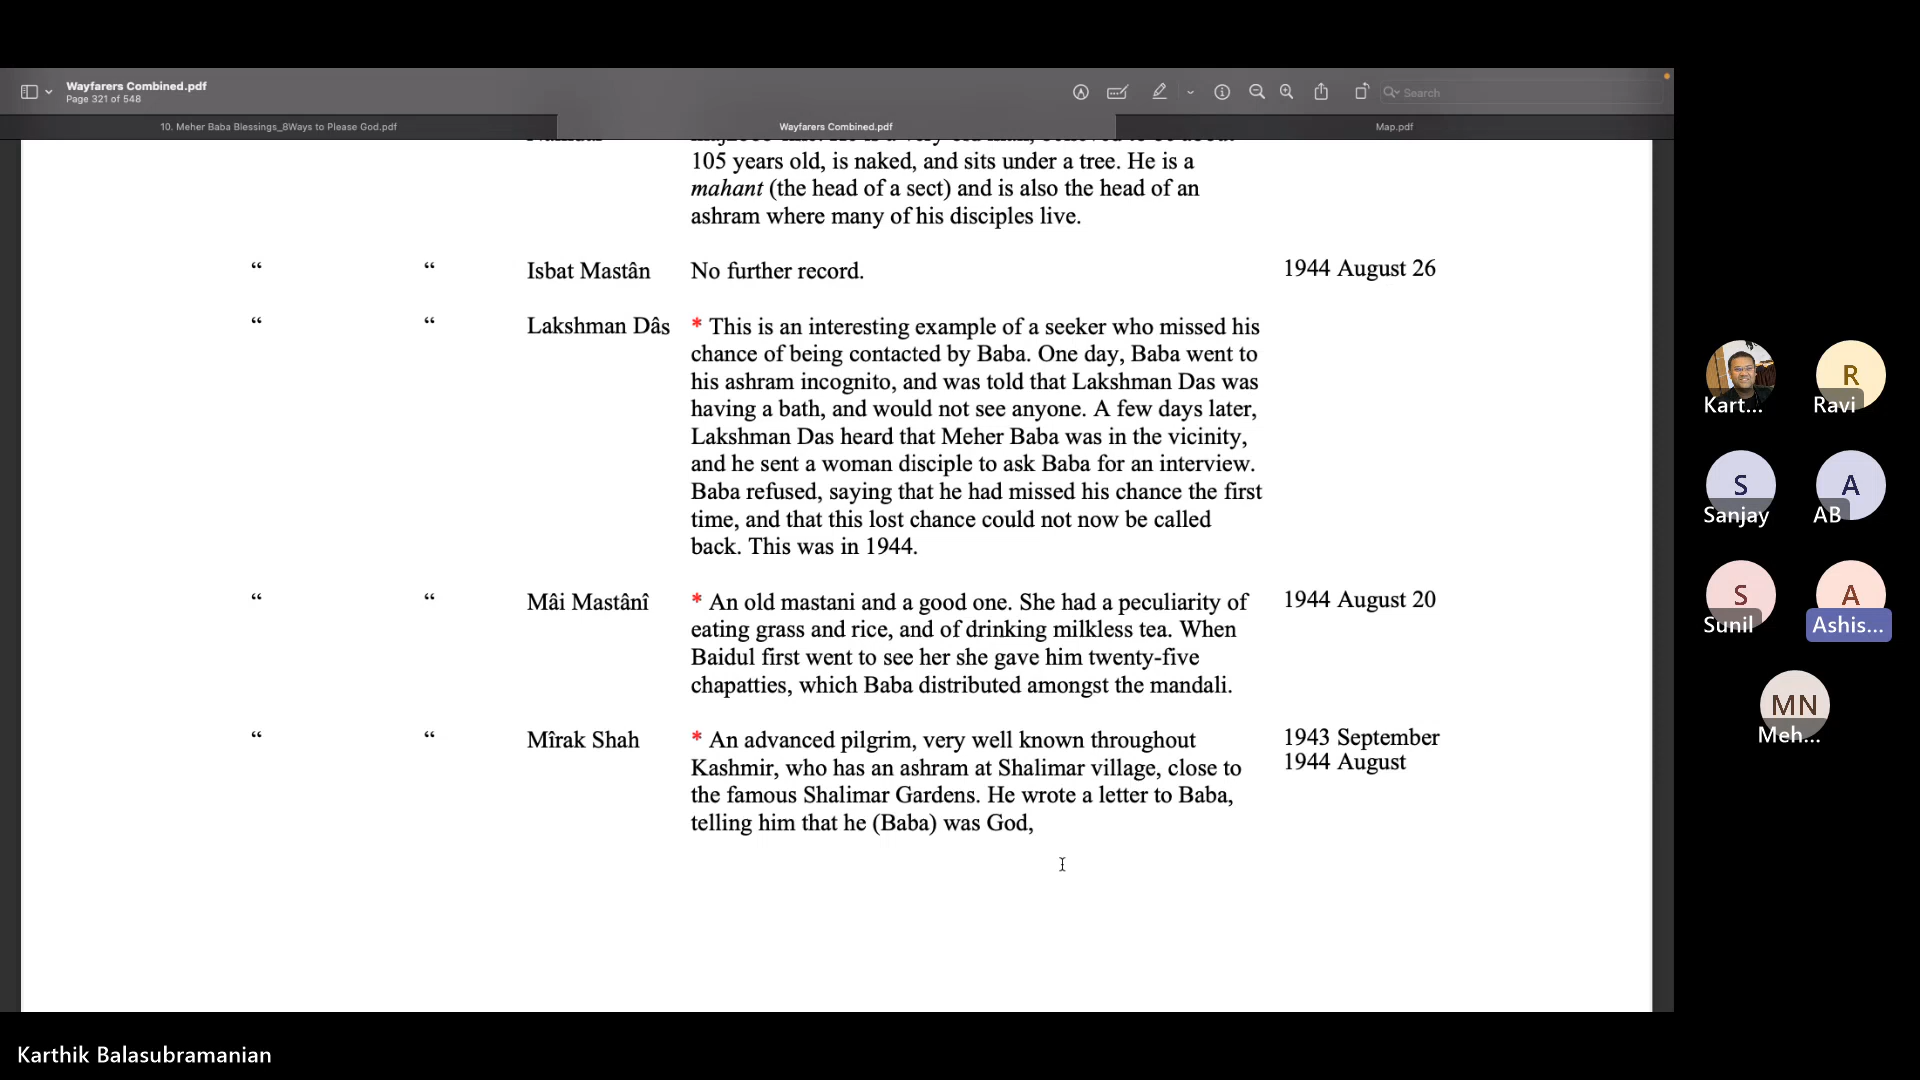 Wayfarers Combined.pdf
Page 321 of 548
Search
10. Meher Baba Blessings_8Ways to Please God.pdf
Wayfarers Combined.pdf
Map.pdf
105 years old, is naked, and sits under a tree. He is a
mahant (the head of a sect) and is also the head of an
ashram where many of his disciples live.
“ “ Isbat Mastân No further record. 1944 August 26
“ “ Lakshman Dâs * This is an interesting example of a seeker who missed his
chance of being contacted by Baba. One day, Baba went to
his ashram incognito, and was told that Lakshman Das was
having a bath, and would not see anyone. A few days later,
Lakshman Das heard that Meher Baba was in the vicinity,
and he sent a woman disciple to ask Baba for an interview.
Baba refused, saying that he had missed his chance the first
time, and that this lost chance could not now be called
back. This was in 1944.
“ “ Mâi Mastânî * An old mastani and a good one. She had a peculiarity of 1944 August 20
eating grass and rice, and of drinking milkless tea. When
Baidul first went to see her she gave him twenty-five
chapatties, which Baba distributed amongst the mandali.
“ “ Mîrak Shah * An advanced pilgrim, very well known throughout 1943 September
Kashmir, who has an ashram at Shalimar village, close to 1944 August
the famous Shalimar Gardens. He wrote a letter to Baba,
telling him that he (Baba) was God,
Kart...
R
Ravi
S
Sanjay
A
AB
S
Sunil
A
Ashis...
MN
Meh...
Karthik Balasubramanian